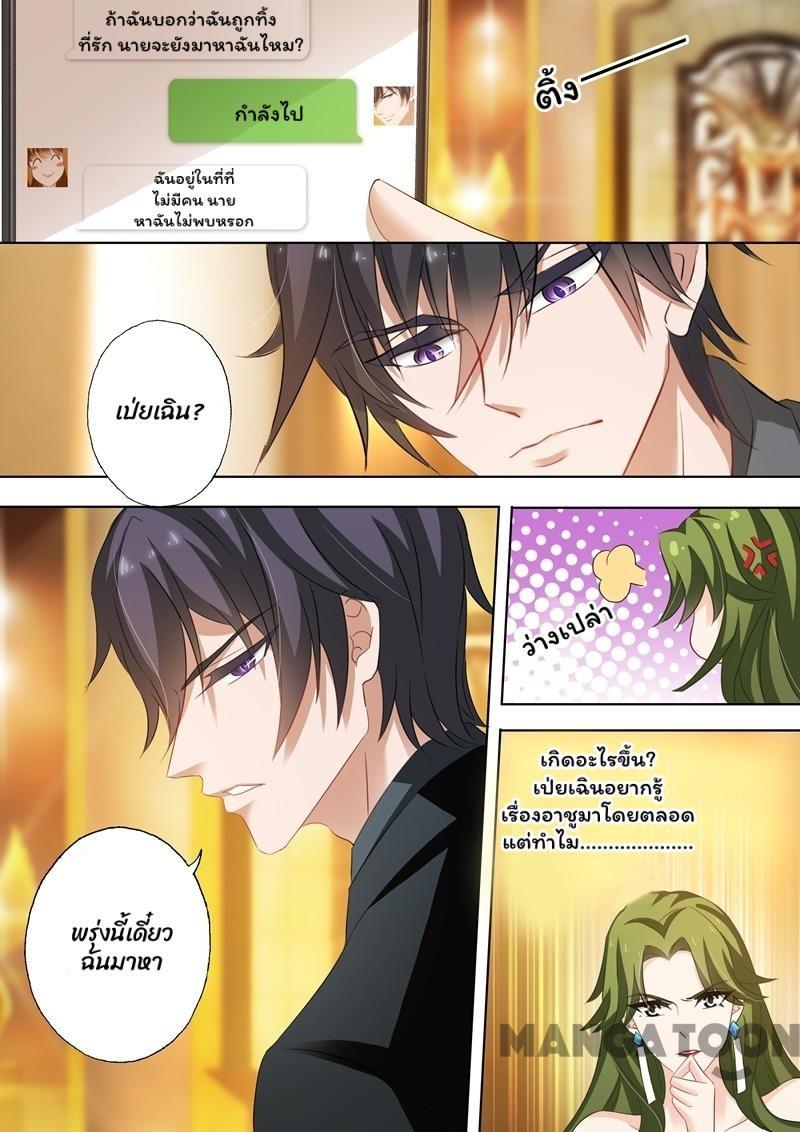 ถ้าฉันบอกว่าฉันถูกทิ้ง
ที่รัก นายจะยังมาหาฉันไหม?
กำลังไป
ฉันอยู่ในที่ที่
ไม่มีคน นาย
หาฉันไม่พบหรอก
ติ้ง
เป่ยเฉิน?
ว่างเปล่า
เกิดอะไรขึ้น?
เป่ยเฉินอยากรู้
เรื่องอาชูมาโดยตลอด
แต่ทำไม.....................
พรุ่งนี้เดี๋ยว
ฉันมาหา
MANGATOON